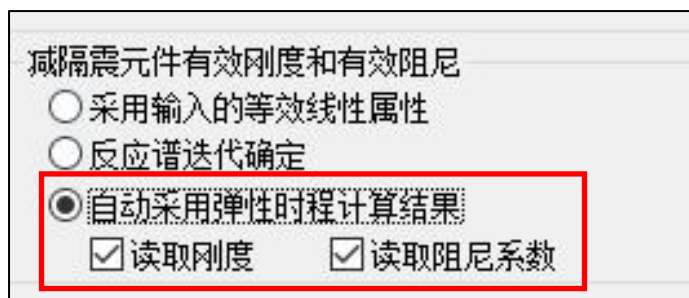 减隔震元件有效刚度和有效阻尼
采用输入的等效线性属性
反应谱迭代确定
自动采用弹性时程计算结果
读取刚度 读取阻尼系数